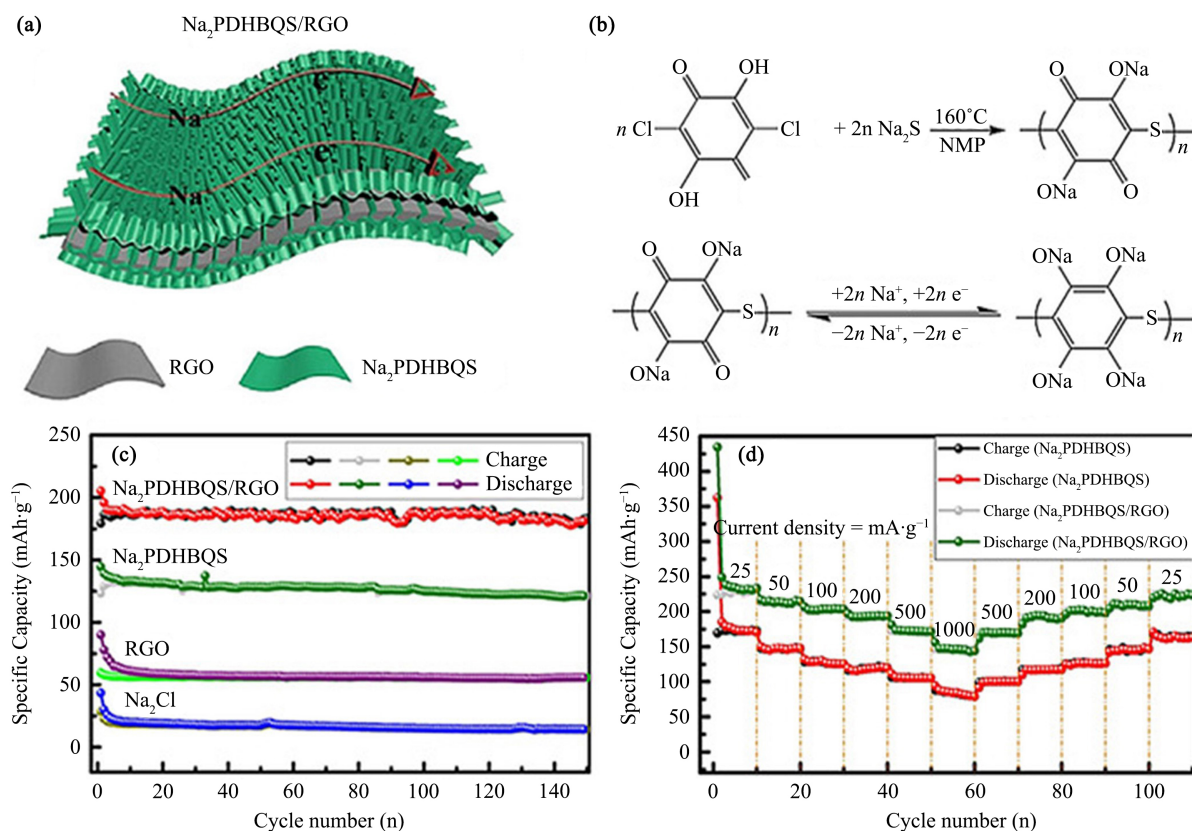 (a)
Na₂PDHBQS/RGO
Na
e
Na
e
RGO
Na₂PDHBQS
(b)
O
OH
n Cl
Cl
OH
+ 2n Na₂S
160°C
NMP
O
ONa
S
n
ONa
O
O
ONa
S
n
ONa
O
+2n Na⁺, +2n e⁻
−2n Na⁺, −2n e⁻
ONa
ONa
S
n
ONa
ONa
(c)
Specific Capacity (mAh·g⁻¹)
250
200
150
100
50
0
Na₂PDHBQS/RGO
Na₂PDHBQS
RGO
Na₂Cl
Charge
Discharge
0 20 40 60 80 100 120 140
Cycle number (n)
(d)
Specific Capacity (mAh·g⁻¹)
450
400
350
300
250
200
150
100
50
0
Charge (Na₂PDHBQS)
Discharge (Na₂PDHBQS)
Charge (Na₂PDHBQS/RGO)
Discharge (Na₂PDHBQS/RGO)
Current density = mA·g⁻¹
25 50 100 200 500 1000 500 200 100 50 25
0 20 40 60 80 100
Cycle number (n)